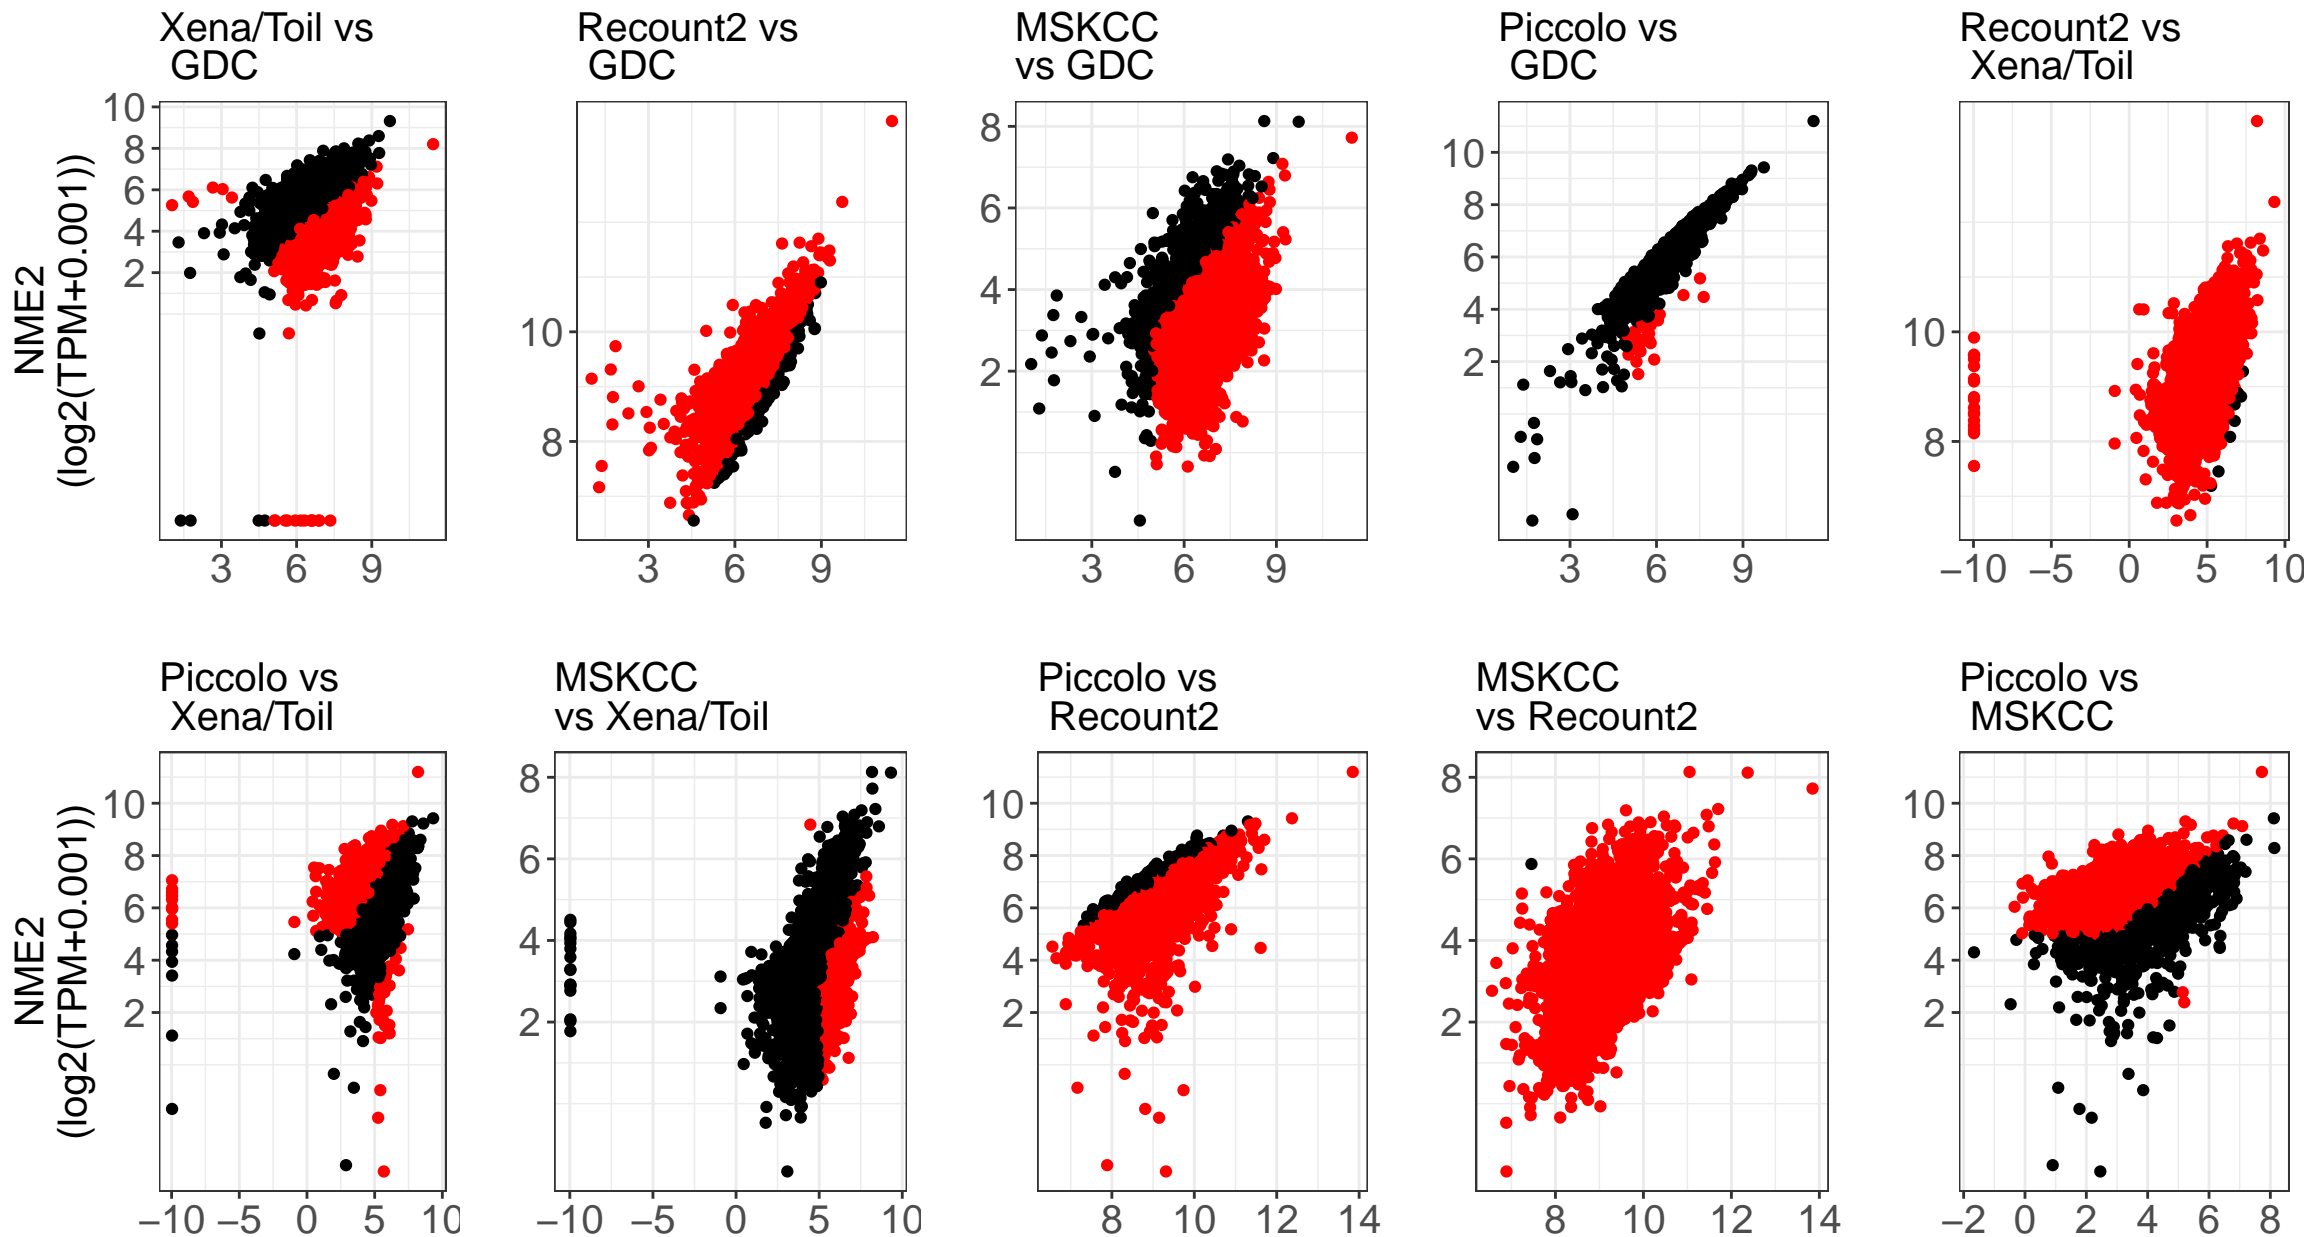 Xena/Toil vs
GDC
Recount2 vs
GDC
MSKCC
vs GDC
Piccolo vs
GDC
Recount2 vs
Xena/Toil
NME2
(log2(TPM+0.001))
10
8
6
4
2
3 6 9
10
8
3 6 9
8
6
4
2
3 6 9
10
8
6
4
2
3 6 9
10
8
−10 −5 0 5 10
Piccolo vs
Xena/Toil
MSKCC
vs Xena/Toil
Piccolo vs
Recount2
MSKCC
vs Recount2
Piccolo vs
MSKCC
NME2
(log2(TPM+0.001))
10
8
6
4
2
−10 −5 0 5 10
8
6
4
2
−10 −5 0 5 10
10
8
6
4
2
8 10 12 14
8
6
4
2
8 10 12 14
10
8
6
4
2
−2 0 2 4 6 8